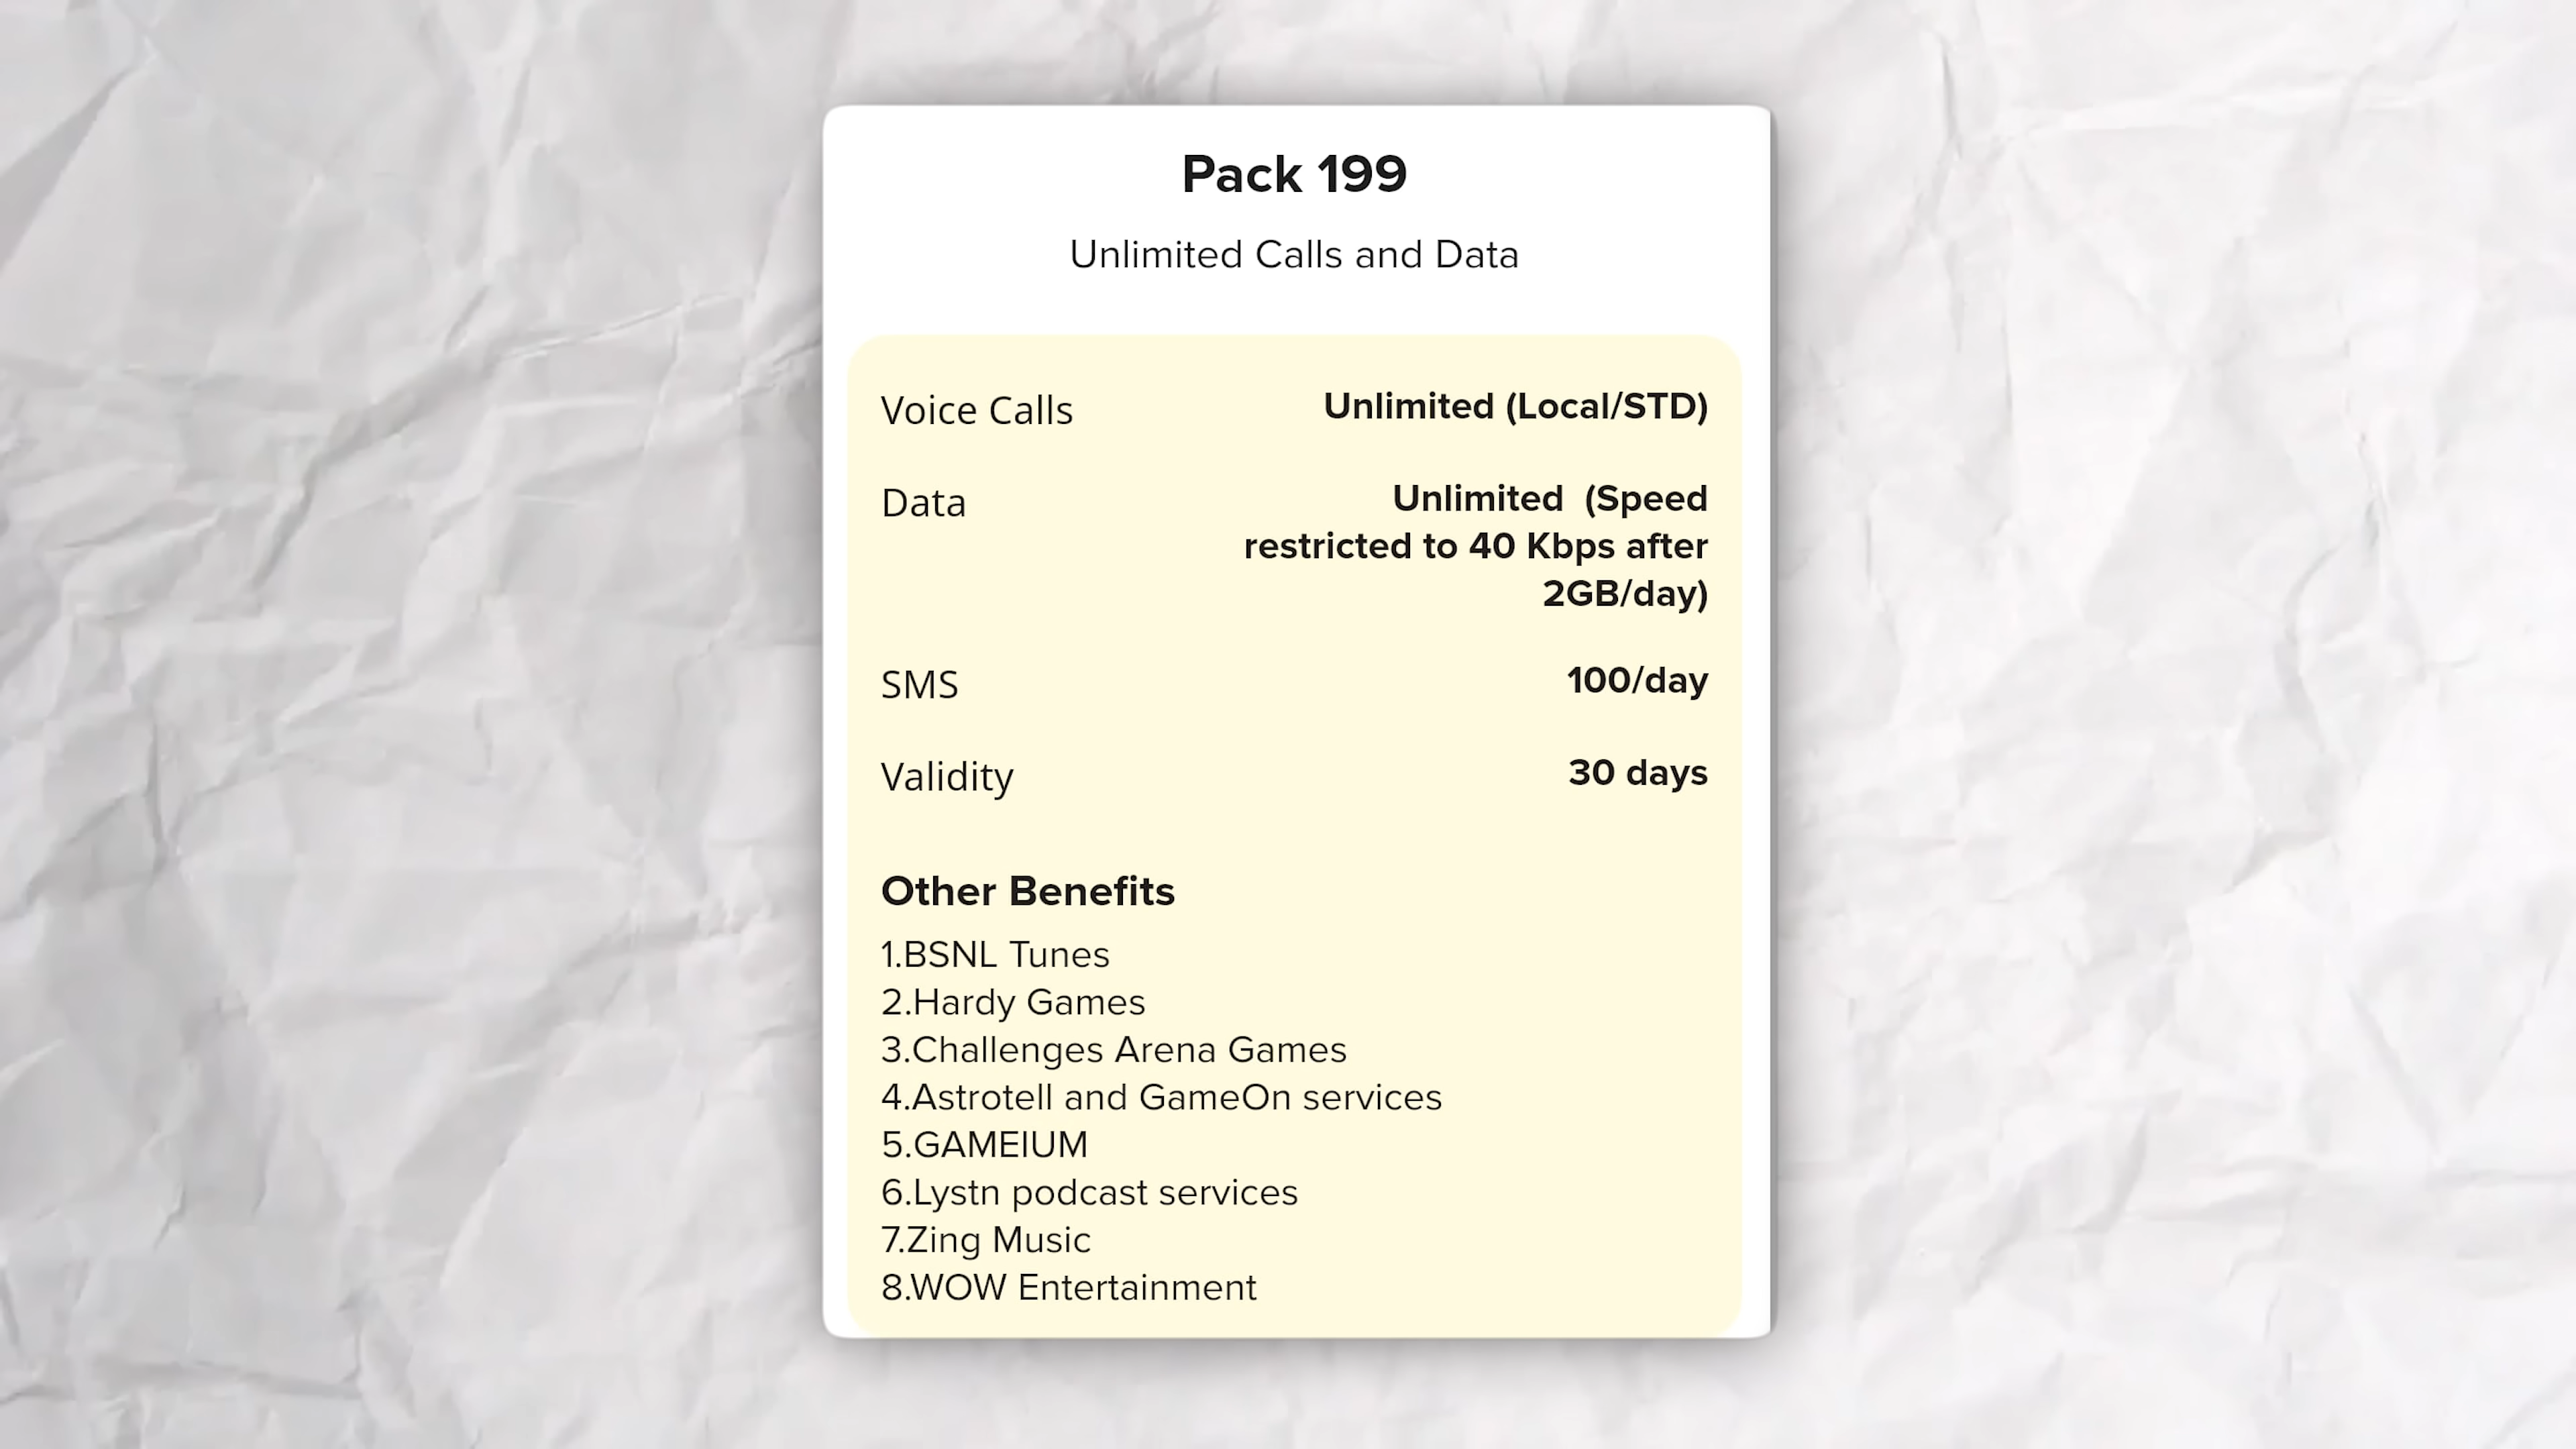 Pack 199
Unlimited Calls and Data
Voice Calls
Unlimited (Local/STD)
Data
Unlimited (Speed
restricted to 40 Kbps after
2GB/day)
SMS
100/day
Validity
30 days
Other Benefits
1.BSNL Tunes
2.Hardy Games
3.Challenges Arena Games
4.Astrotell and GameOn services
5.GAMEIUM
6.Lystn podcast services
7.Zing Music
8.WOW Entertainment